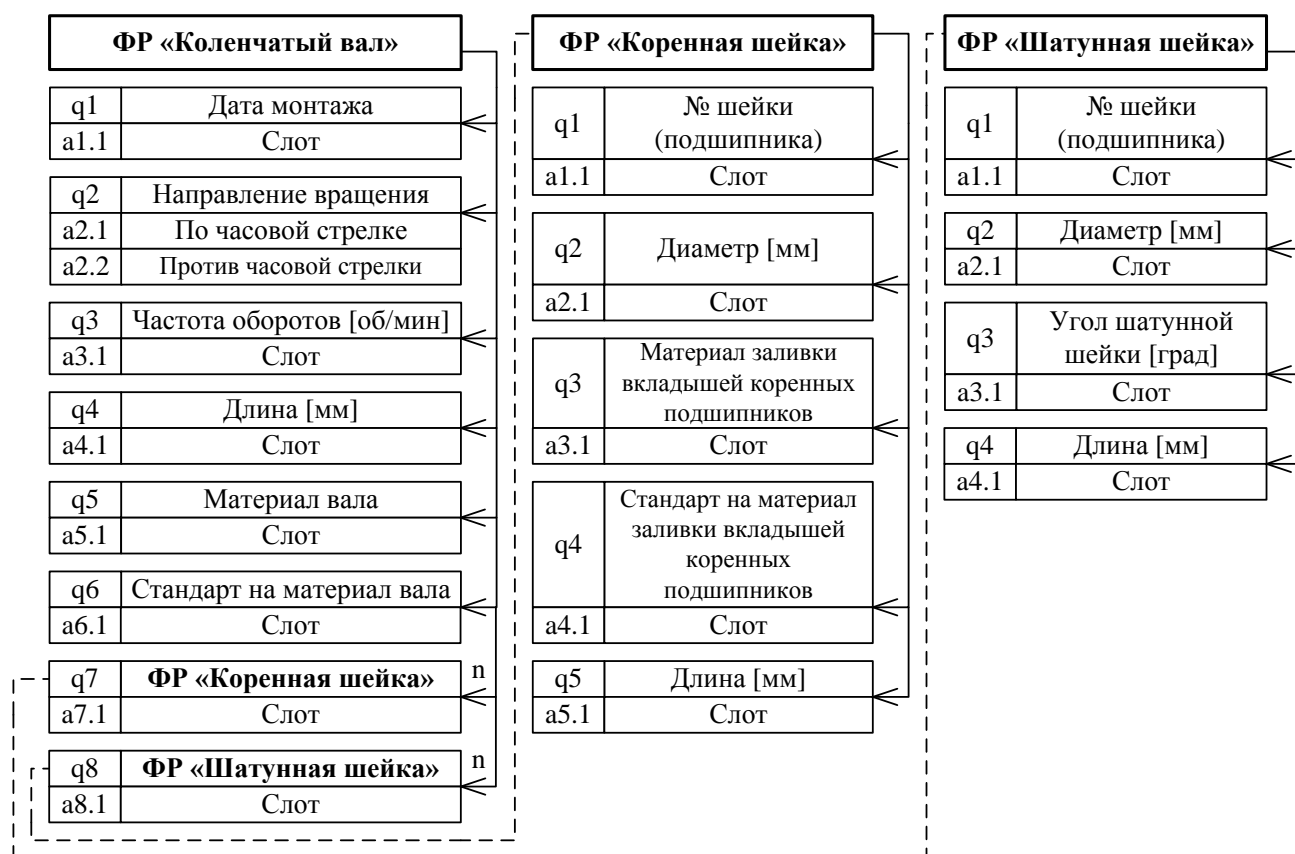 ФР «Коленчатый вал»
q1 Дата монтажа
a1.1 Слот
q2 Направление вращения
a2.1 По часовой стрелке
a2.2 Против часовой стрелки
q3 Частота оборотов [об/мин]
a3.1 Слот
q4 Длина [мм]
a4.1 Слот
q5 Материал вала
a5.1 Слот
q6 Стандарт на материал вала
a6.1 Слот
q7 ФР «Коренная шейка» n
a7.1 Слот
q8 ФР «Шатунная шейка» n
a8.1 Слот
ФР «Коренная шейка»
q1 № шейки
(подшипника)
a1.1 Слот
q2 Диаметр [мм]
a2.1 Слот
q3 Материал заливки
вкладышей коренных
подшипников
a3.1 Слот
q4 Стандарт на материал
заливки вкладышей
коренных
подшипников
a4.1 Слот
q5 Длина [мм]
a5.1 Слот
ФР «Шатунная шейка»
q1 № шейки
(подшипника)
a1.1 Слот
q2 Диаметр [мм]
a2.1 Слот
q3 Угол шатунной
шейки [град]
a3.1 Слот
q4 Длина [мм]
a4.1 Слот